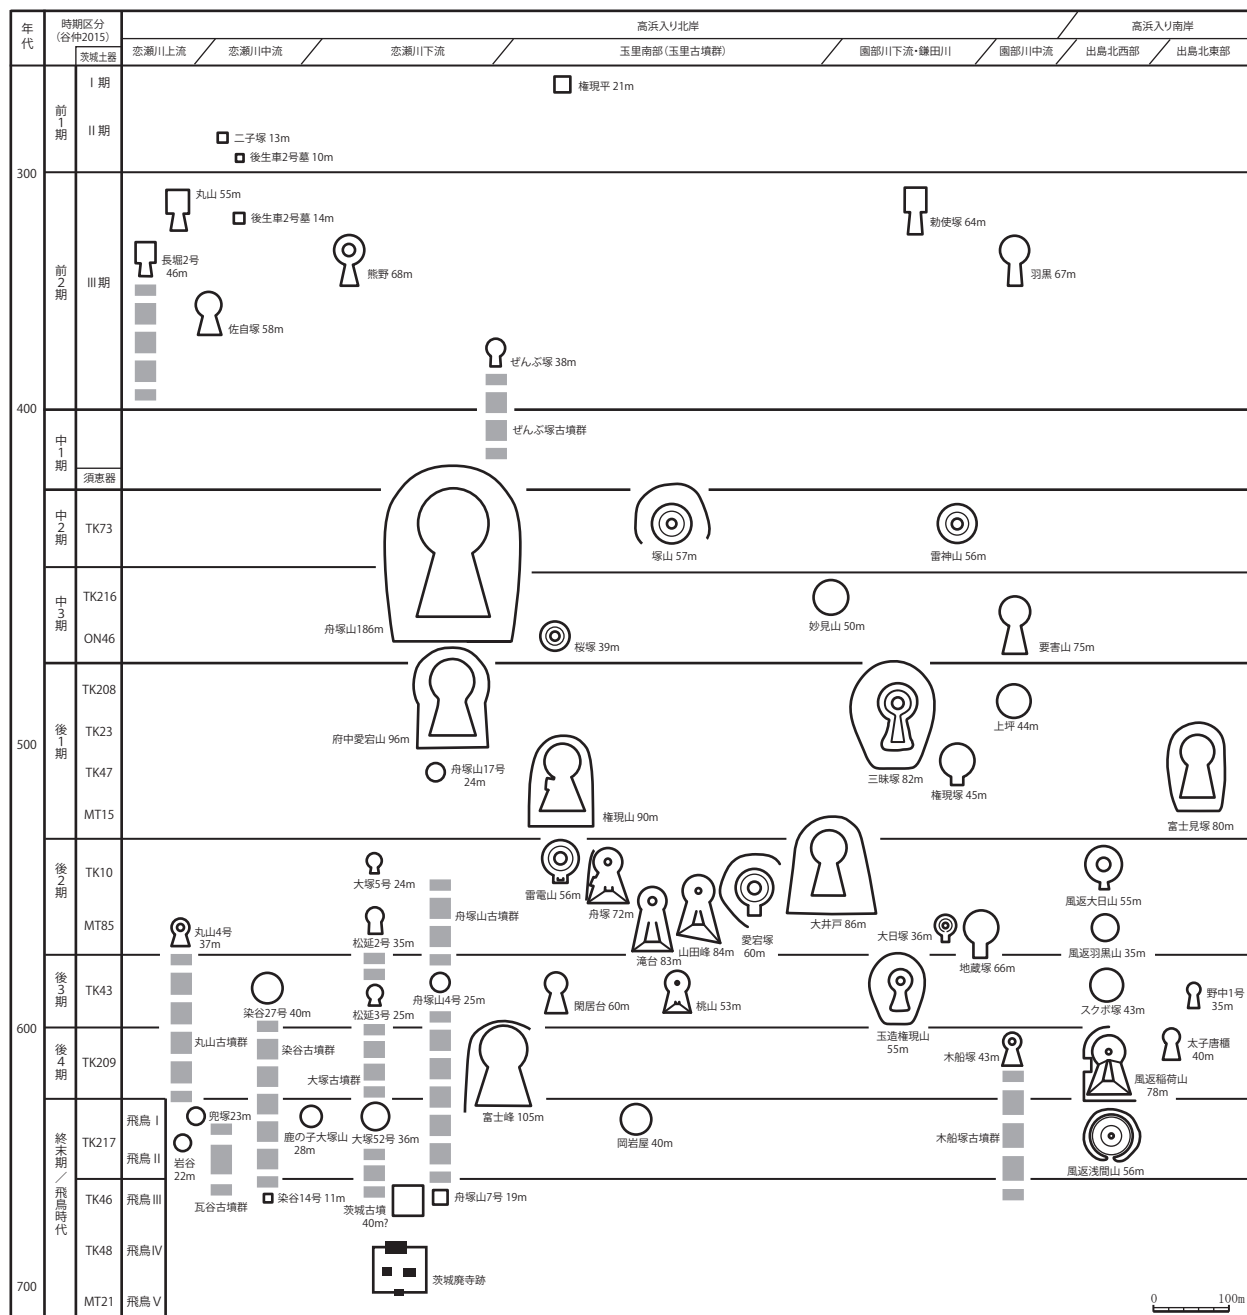 年代
時期区分
(谷仲2015)
茨城土器
高浜入り北岸
高浜入り南岸
恋瀬川上流
恋瀬川中流
恋瀬川下流
玉里南部(玉里古墳群)
園部川下流・鎌田川
園部川中流
出島北西部
出島北東部
前1期
Ⅰ期
権現平 21m
Ⅱ期
二子塚 13m
後生車2号墓 10m
300
前2期
Ⅲ期
丸山 55m
後生車2号墓 14m
勅使塚 64m
長堀2号
46m
熊野 68m
羽黒 67m
佐自塚 58m
ぜんぶ塚 38m
400
中1期
ぜんぶ塚古墳群
須恵器
中2期
TK73
塚山 57m
雷神山 56m
中3期
TK216
ON46
舟塚山186m
桜塚 39m
妙見山 50m
要害山 75m
後1期
TK208
TK23
500
TK47
MT15
府中愛宕山 96m
舟塚山17号
24m
権現山 90m
三昧塚 82m
上坪 44m
権現塚 45m
富士見塚 80m
後2期
TK10
MT85
大塚5号 24m
雷電山 56m
舟塚 72m
風返大日山 55m
舟塚山古墳群
丸山4号
37m
松延2号 35m
滝台 83m
山田峰 84m
愛宕塚
60m
大井戸 86m
大日塚 36m
地蔵塚 66m
風返羽黒山 35m
後3期
TK43
染谷27号 40m
松延3号 25m
舟塚山4号 25m
閑居台 60m
桃山 53m
玉造権現山
55m
スクボ塚 43m
野中1号
35m
600
後4期
TK209
丸山古墳群
染谷古墳群
大塚古墳群
富士峰 105m
木船塚 43m
風返稲荷山
78m
太子唐櫃
40m
終末期/飛鳥時代
飛鳥Ⅰ
TK217
飛鳥Ⅱ
兜塚23m
岩谷
22m
鹿の子大塚山
28m
大塚52号 36m
岡岩屋 40m
木船塚古墳群
風返浅間山 56m
瓦谷古墳群
TK46
飛鳥Ⅲ
染谷14号 11m
茨城古墳
40m?
舟塚山7号 19m
TK48
飛鳥Ⅳ
茨城廃寺跡
700
MT21
飛鳥Ⅴ
0
100m